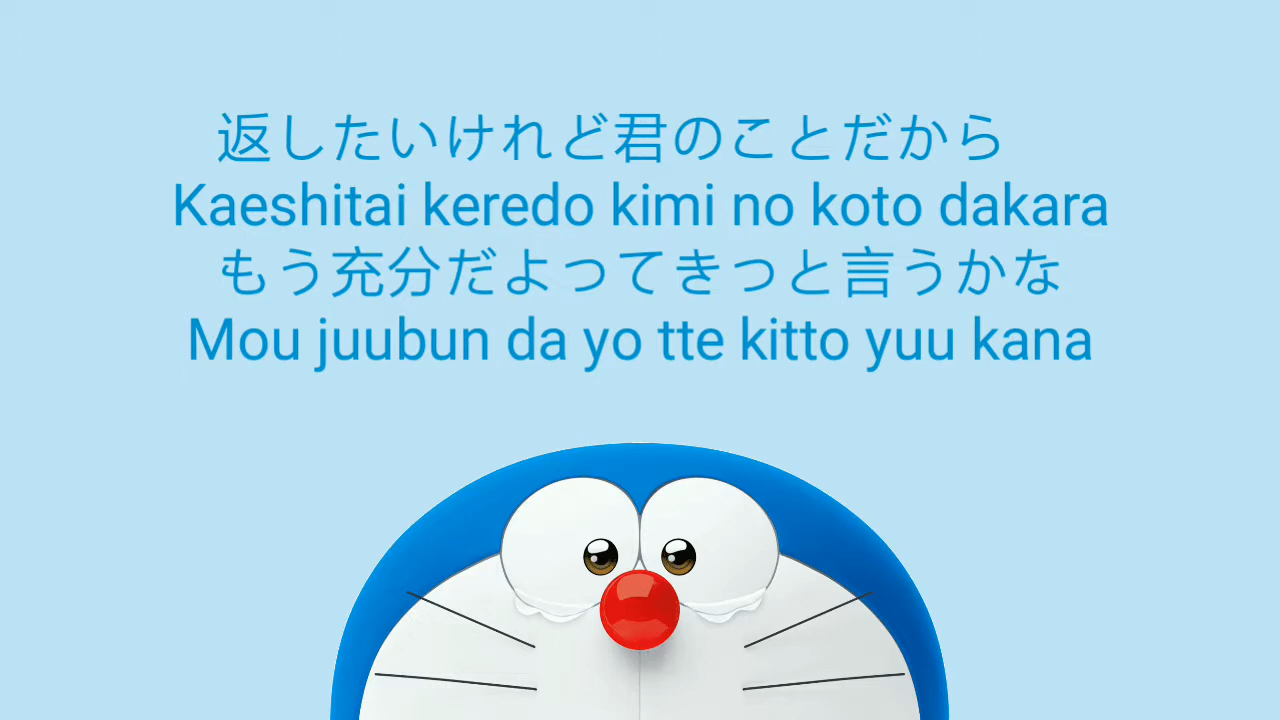 返したいけれど君のことだから
Kaeshitai keredo kimi no koto dakara
もう充分だよってきっと言うかな
Mou juubun da yo tte kitto yuu kana